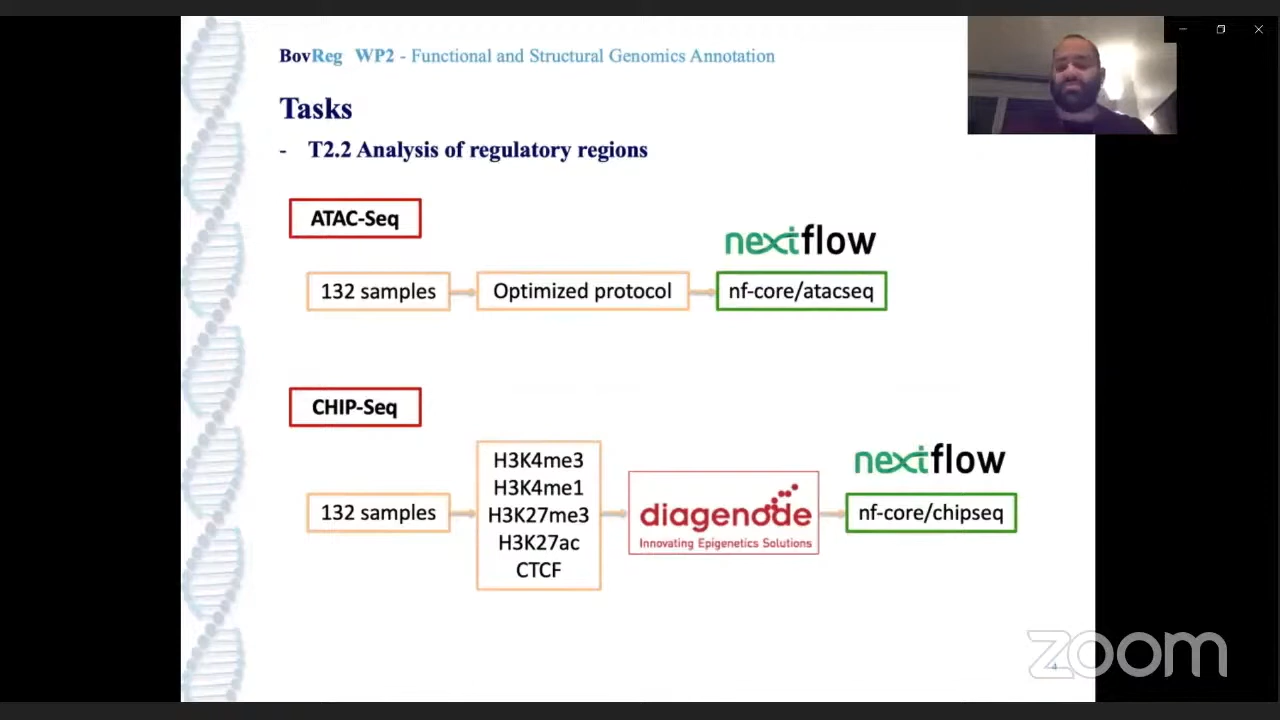 BovReg WP2 - Functional and Structural Genomics Annotation
Tasks
- T2.2 Analysis of regulatory regions
ATAC-Seq
nextflow
132 samples
Optimized protocol
nf-core/atacseq
CHIP-Seq
nextflow
132 samples
H3K4me3
H3K4me1
H3K27me3
H3K27ac
CTCF
diagenode
Innovating Epigenetics Solutions
nf-core/chipseq
zoom
4